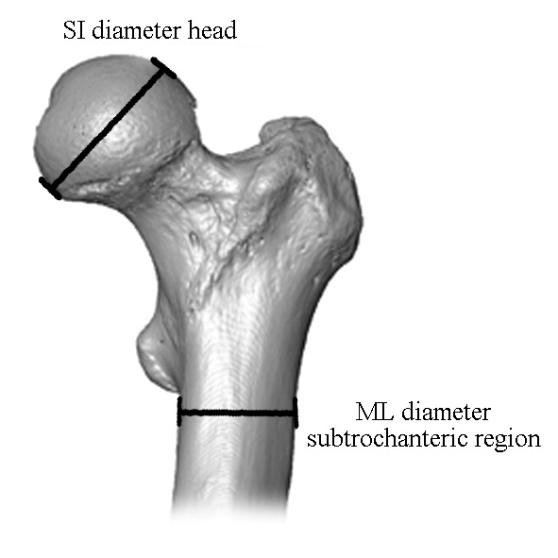 SI diameter head
ML diameter
subtrochanteric region